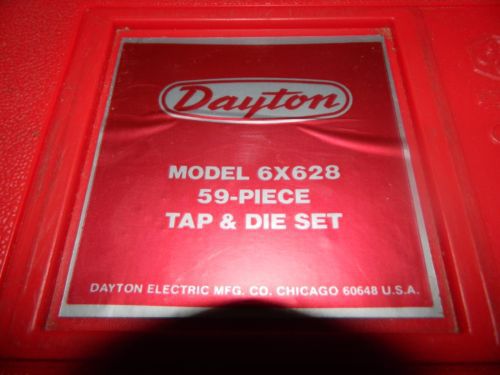 Dayton
MODEL 6X628
59-PIECE
TAP & DIE SET
DAYTON ELECTRIC MFG. CO. CHICAGO 60648 U.S.A.